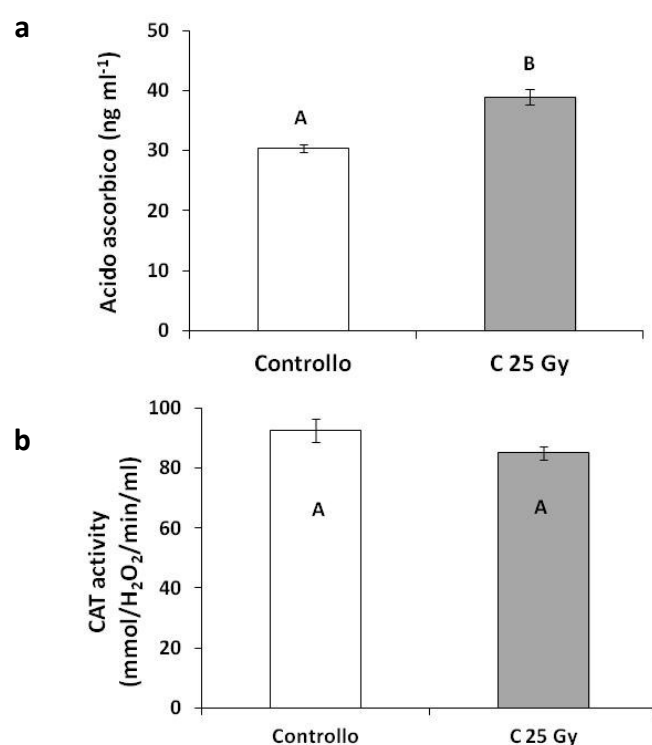 a
Acido ascorbico (ng ml⁻¹)
50
40
30
20
10
0
A
B
Controllo
C 25 Gy
b
CAT activity
(mmol/H₂O₂/min/ml)
100
80
60
40
20
0
A
A
Controllo
C 25 Gy